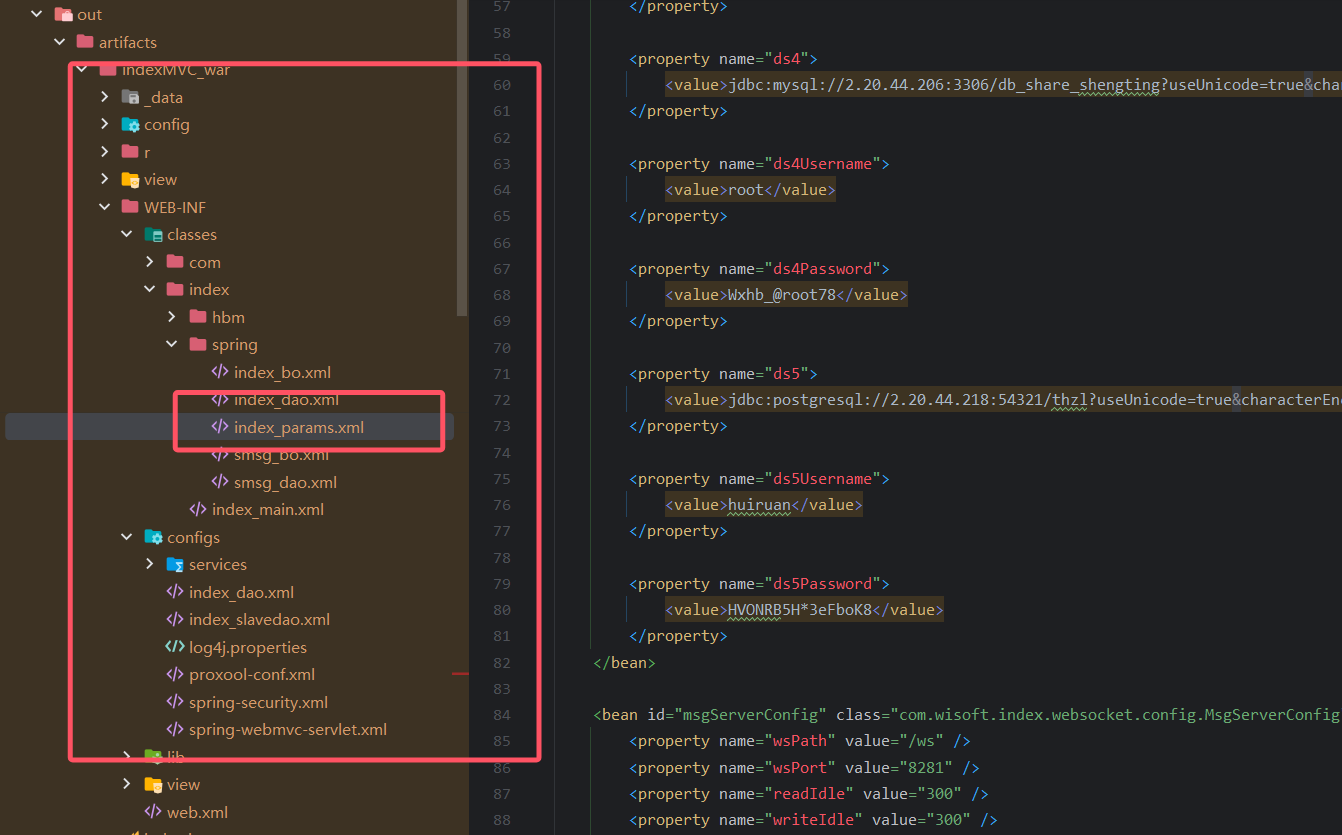 out
artifacts
indexMVC_war
_data
config
r
view
WEB-INF
classes
com
index
hbm
spring
index_bo.xml
index_dao.xml
index_params.xml
smsg_bo.xml
smsg_dao.xml
index_main.xml
configs
services
index_dao.xml
index_slavedao.xml
log4j.properties
proxool-conf.xml
spring-security.xml
spring-webmvc-servlet.xml
lib
view
web.xml
57 </property>
58
59 <property name="ds4">
60 <value>jdbc:mysql://2.20.44.206:3306/db_share_shengting?useUnicode=true&char
61 </property>
62
63 <property name="ds4Username">
64 <value>root</value>
65 </property>
66
67 <property name="ds4Password">
68 <value>Wxhb_@root78</value>
69 </property>
70
71 <property name="ds5">
72 <value>jdbc:postgresql://2.20.44.218:54321/thzl?useUnicode=true&characterEnc
73 </property>
74
75 <property name="ds5Username">
76 <value>huiruan</value>
77 </property>
78
79 <property name="ds5Password">
80 <value>HVONRB5H*3eFboK8</value>
81 </property>
82 </bean>
83
84 <bean id="msgServerConfig" class="com.wisoft.index.websocket.config.MsgServerConfig
85 <property name="wsPath" value="/ws" />
86 <property name="wsPort" value="8281" />
87 <property name="readIdle" value="300" />
88 <property name="writeIdle" value="300" />